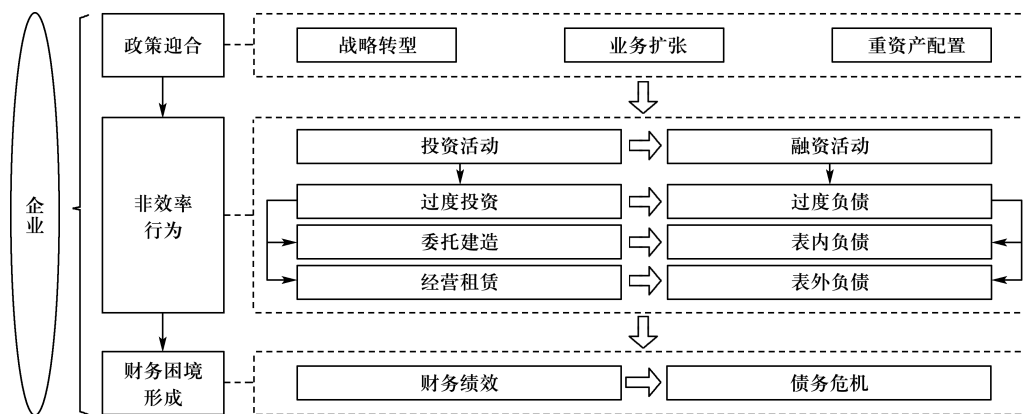 企业
政策迎合
战略转型
业务扩张
重资产配置
非效率
行为
投资活动
融资活动
过度投资
过度负债
委托建造
表内负债
经营租赁
表外负债
财务困境
形成
财务绩效
债务危机